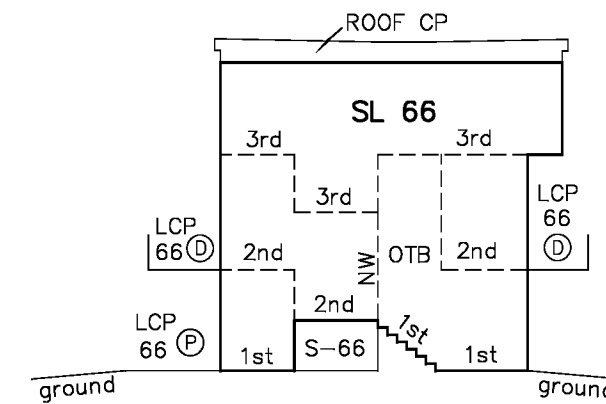 ROOF CP
SL 66
3rd
3rd
3rd
LCP
66 D
2nd
NW
OTB
2nd
LCP
66
D
2nd
LCP
66 P
1st
S-66
1st
1st
ground
ground